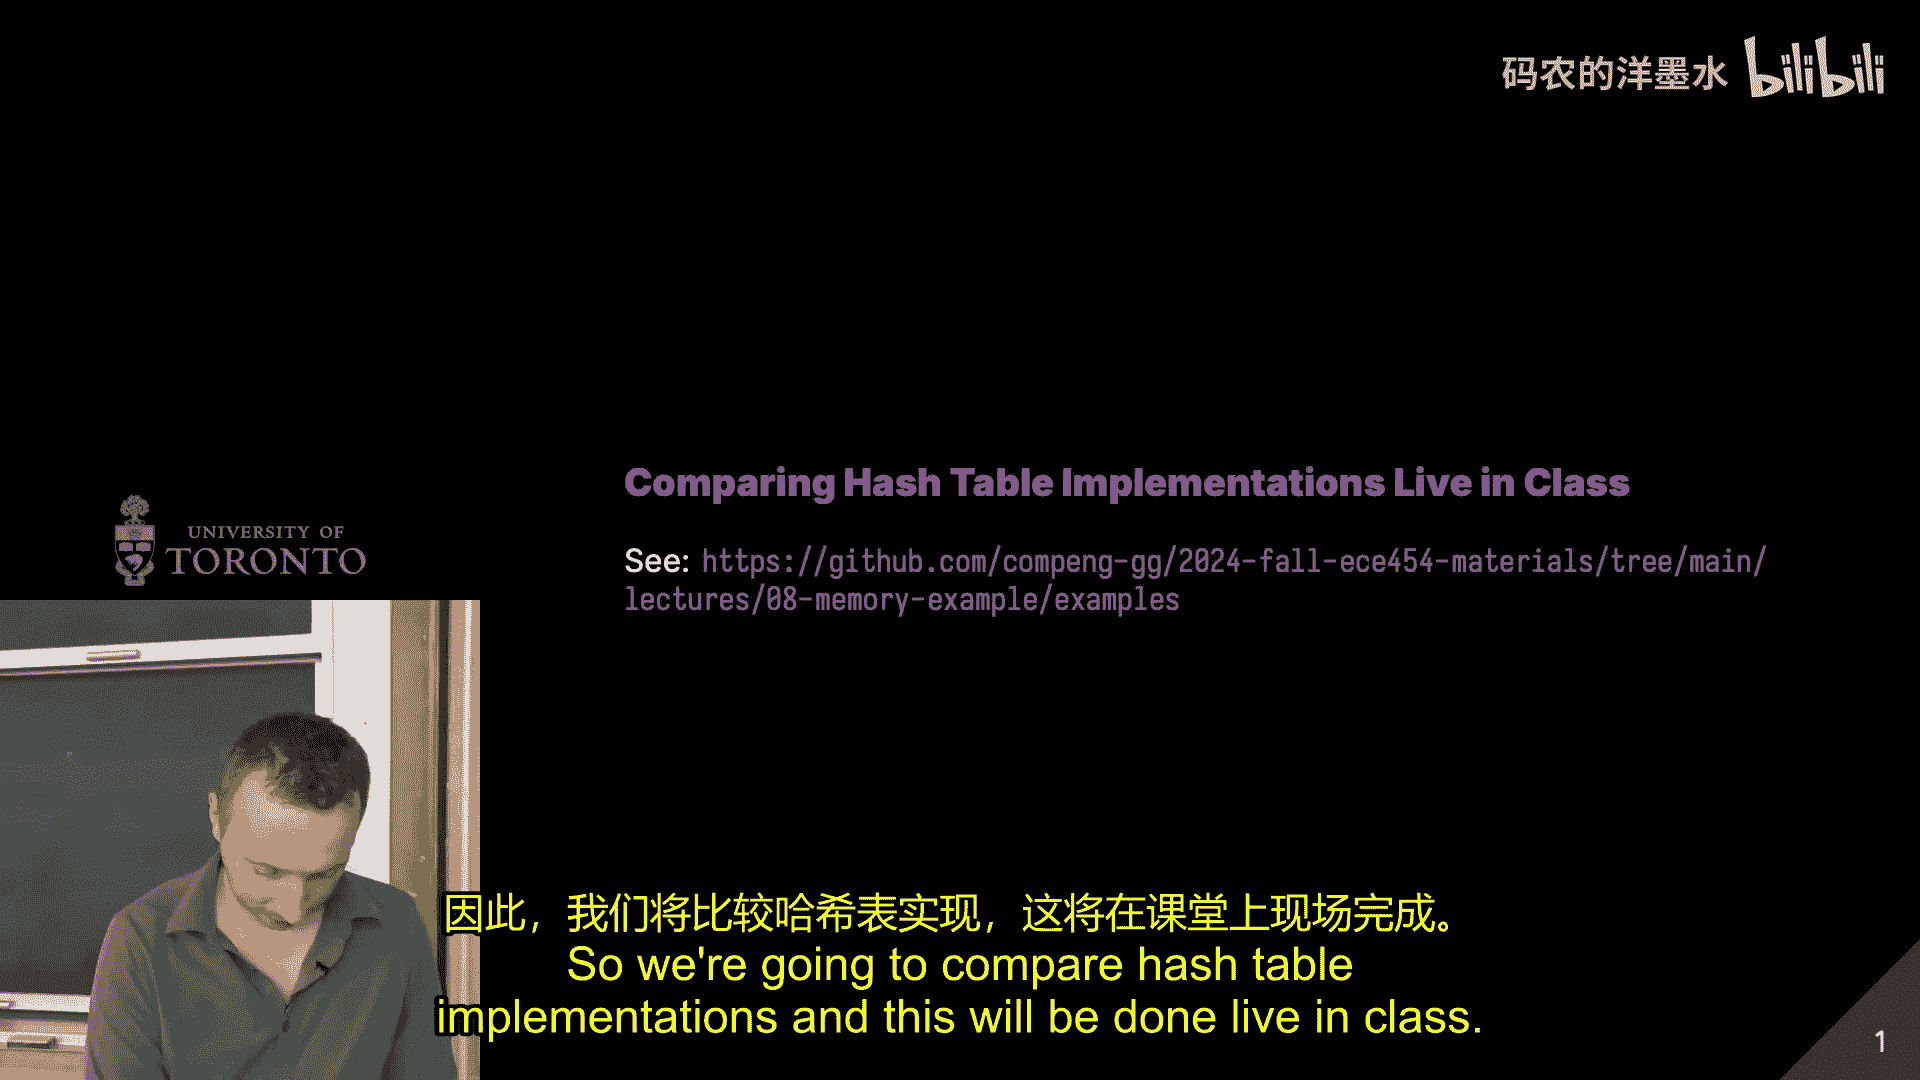 码农的洋墨水 bilibili
Comparing Hash Table Implementations Live in Class
UNIVERSITY OF
TORONTO
See: https://github.com/compeng-gg/2024-fall-ece454-materials/tree/main/
lectures/08-memory-example/examples
因此，我们将比较哈希表实现，这将在课堂上现场完成。
So we're going to compare hash table
implementations and this will be done live in class.
1